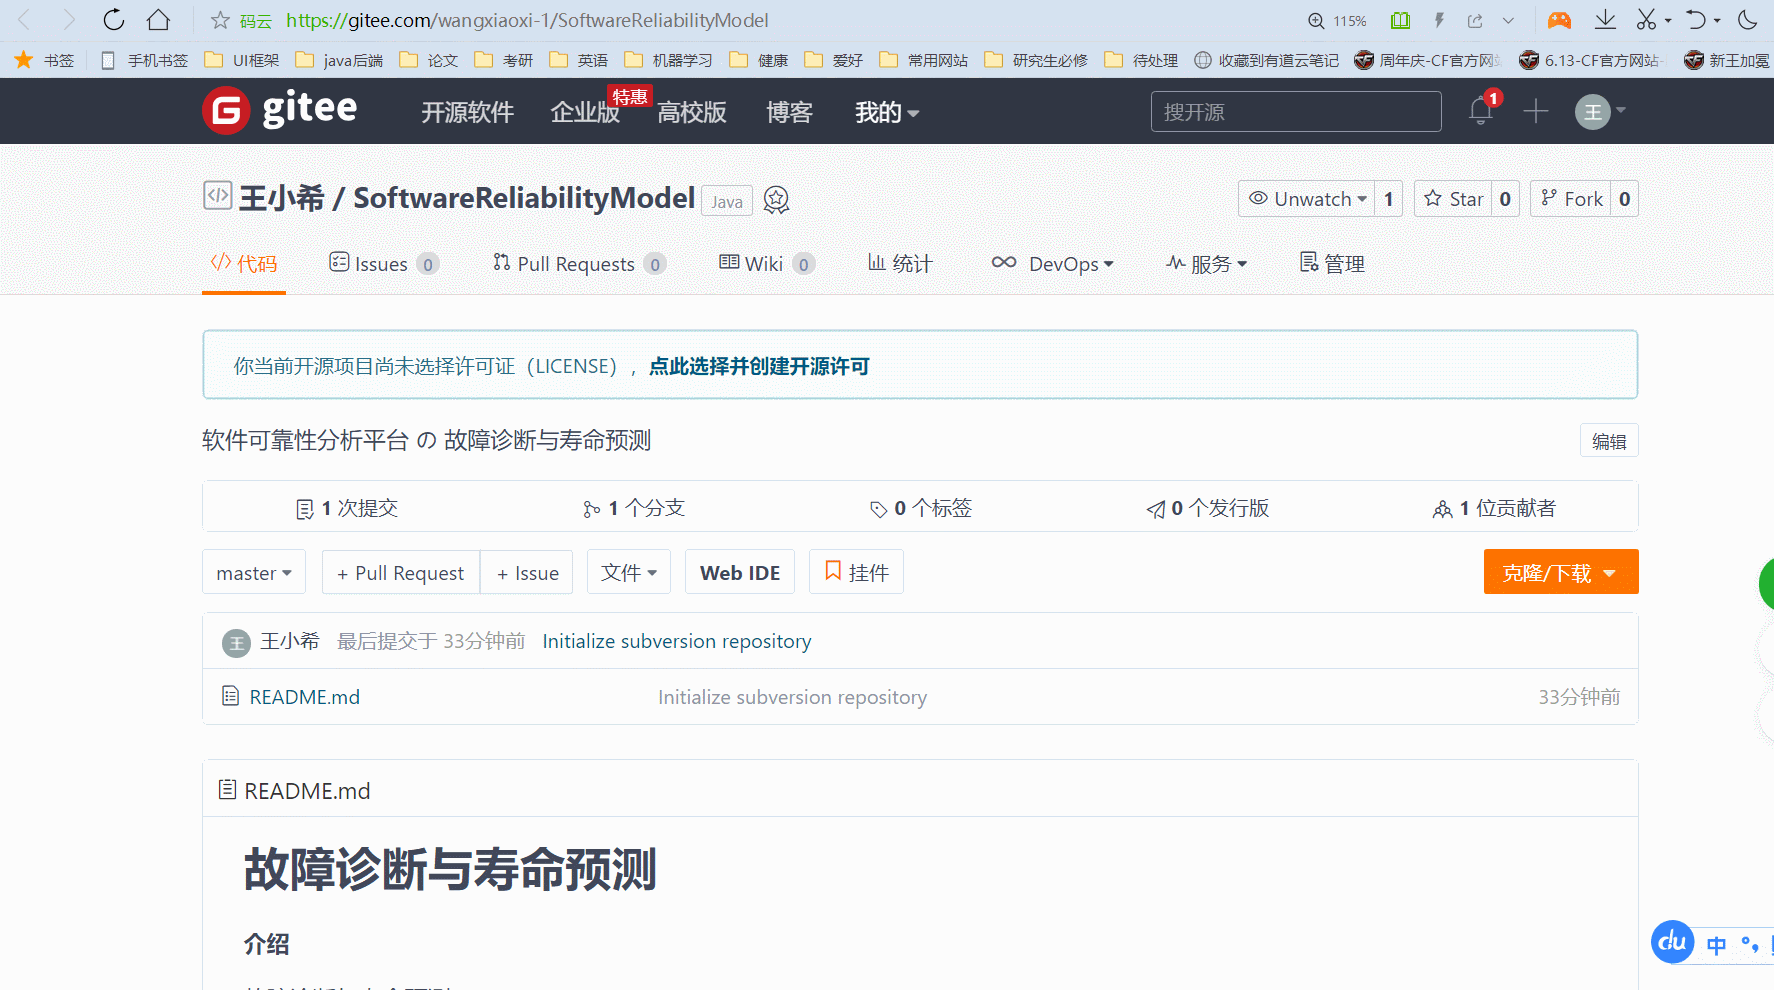 码云 https://gitee.com/wangxiaoxi-1/SoftwareReliabilityModel 115%
书签 手机书签 UI框架 java后端 论文 考研 英语 机器学习 健康 爱好 常用网站 研究生必修 待处理 收藏到有道云笔记 周年庆-CF官方网 6.13-CF官方网站- 新王加冕
gitee 开源软件 企业版 特惠 高校版 博客 我的 搜开源 1 王
王小希 / SoftwareReliabilityModel Java Unwatch 1 Star 0 Fork 0
代码 Issues 0 Pull Requests 0 Wiki 0 统计 DevOps 服务 管理
你当前开源项目尚未选择许可证（LICENSE），点此选择并创建开源许可
软件可靠性分析平台 の 故障诊断与寿命预测 编辑
1 次提交 1 个分支 0 个标签 0 个发行版 1 位贡献者
master + Pull Request + Issue 文件 Web IDE 挂件 克隆/下载
王 王小希 最后提交于 33分钟前 Initialize subversion repository
README.md Initialize subversion repository 33分钟前
README.md
故障诊断与寿命预测
介绍
du 中 °,